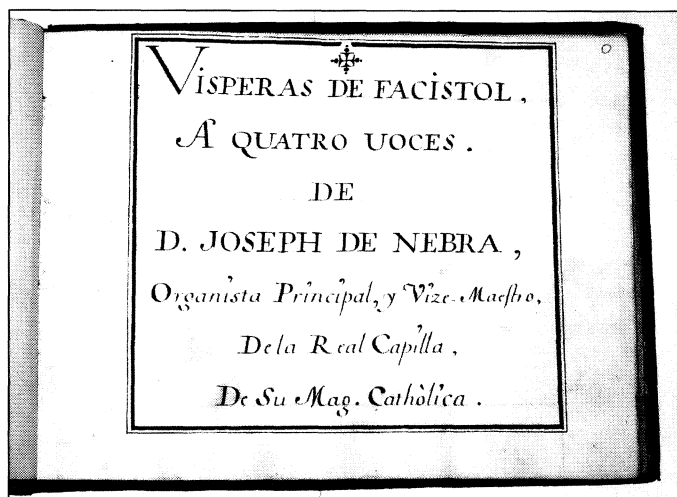 VISPERAS DE FACISTOL,
A QUATRO UOCES.
DE
D. JOSEPH DE NEBRA,
Organista Principal, y Vize-Maeſtro,
De la Real Capilla,
De Su Mag. Cathòlica.